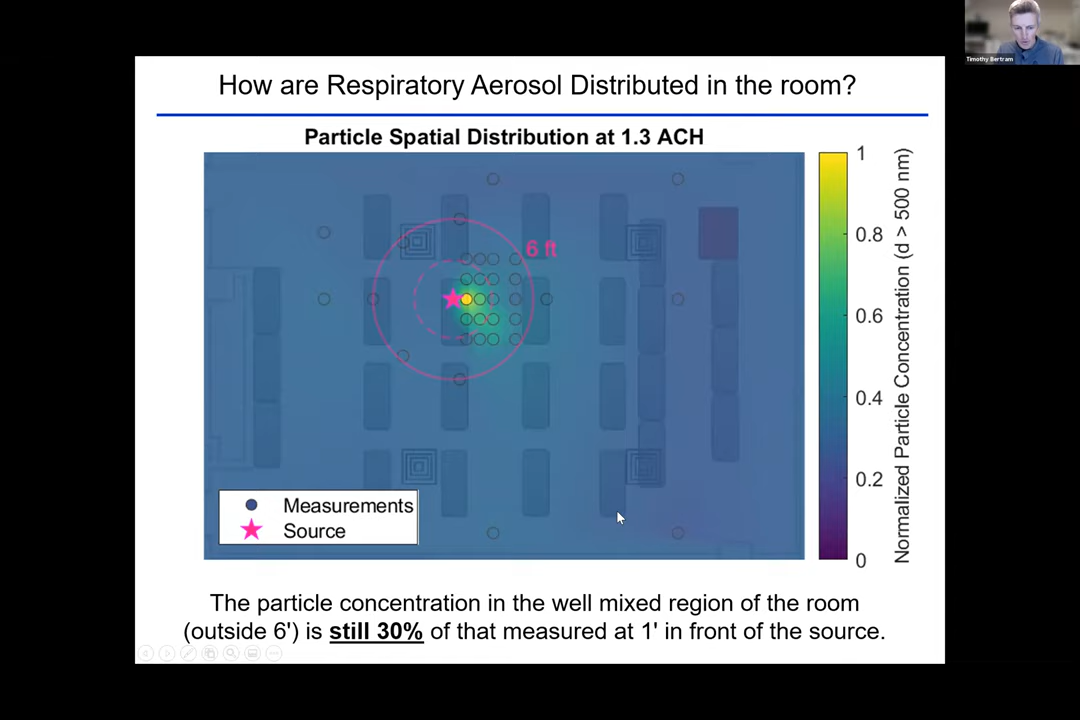 Timothy Bertram
How are Respiratory Aerosol Distributed in the room?
Particle Spatial Distribution at 1.3 ACH
6 ft
Measurements
Source
1
0.8
0.6
0.4
0.2
0
Normalized Particle Concentration (d > 500 nm)
The particle concentration in the well mixed region of the room
(outside 6') is still 30% of that measured at 1' in front of the source.